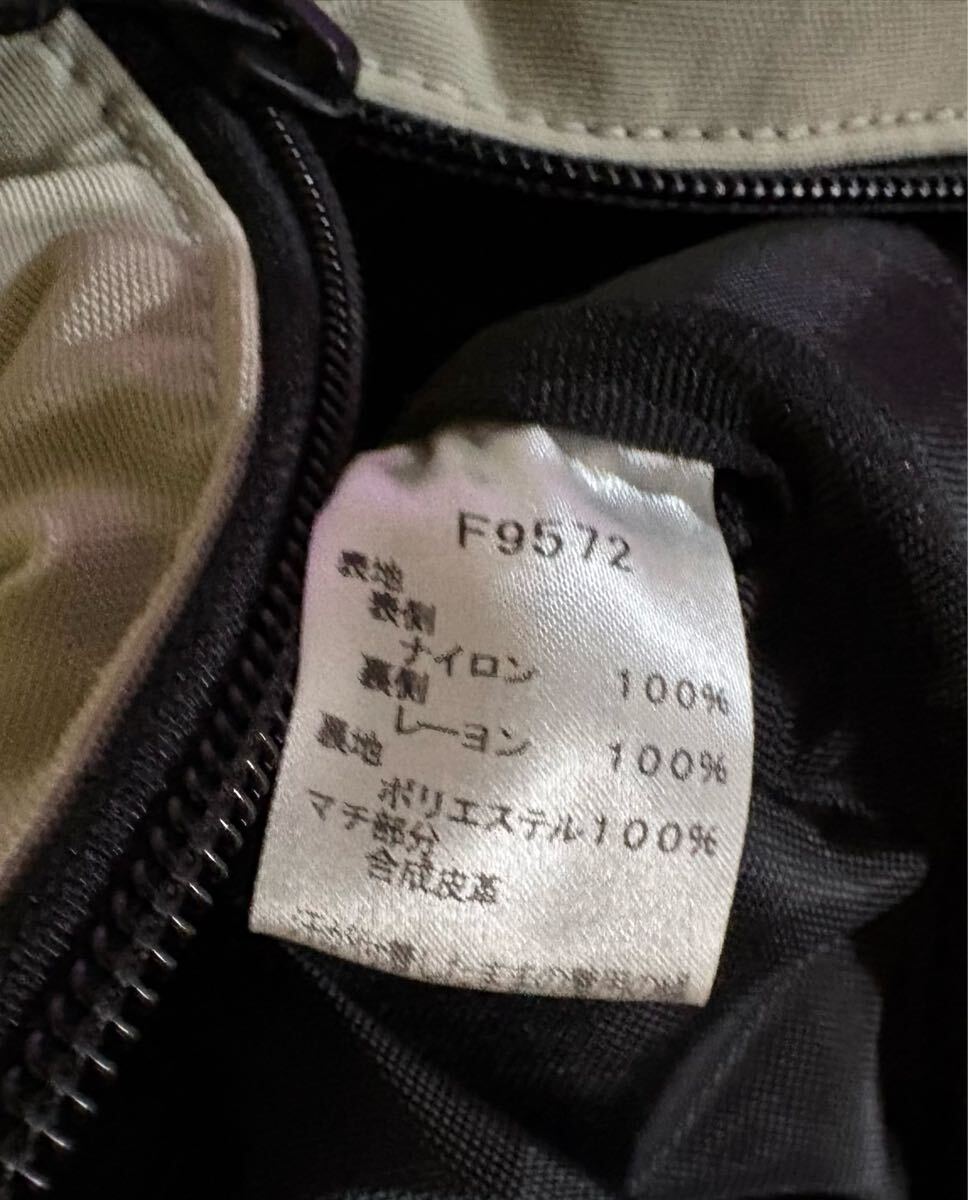 F9572
表地
表側
ナイロン 100%
裏側
レーヨン 100%
裏地
ポリエステル100%
マチ部分
合成皮革